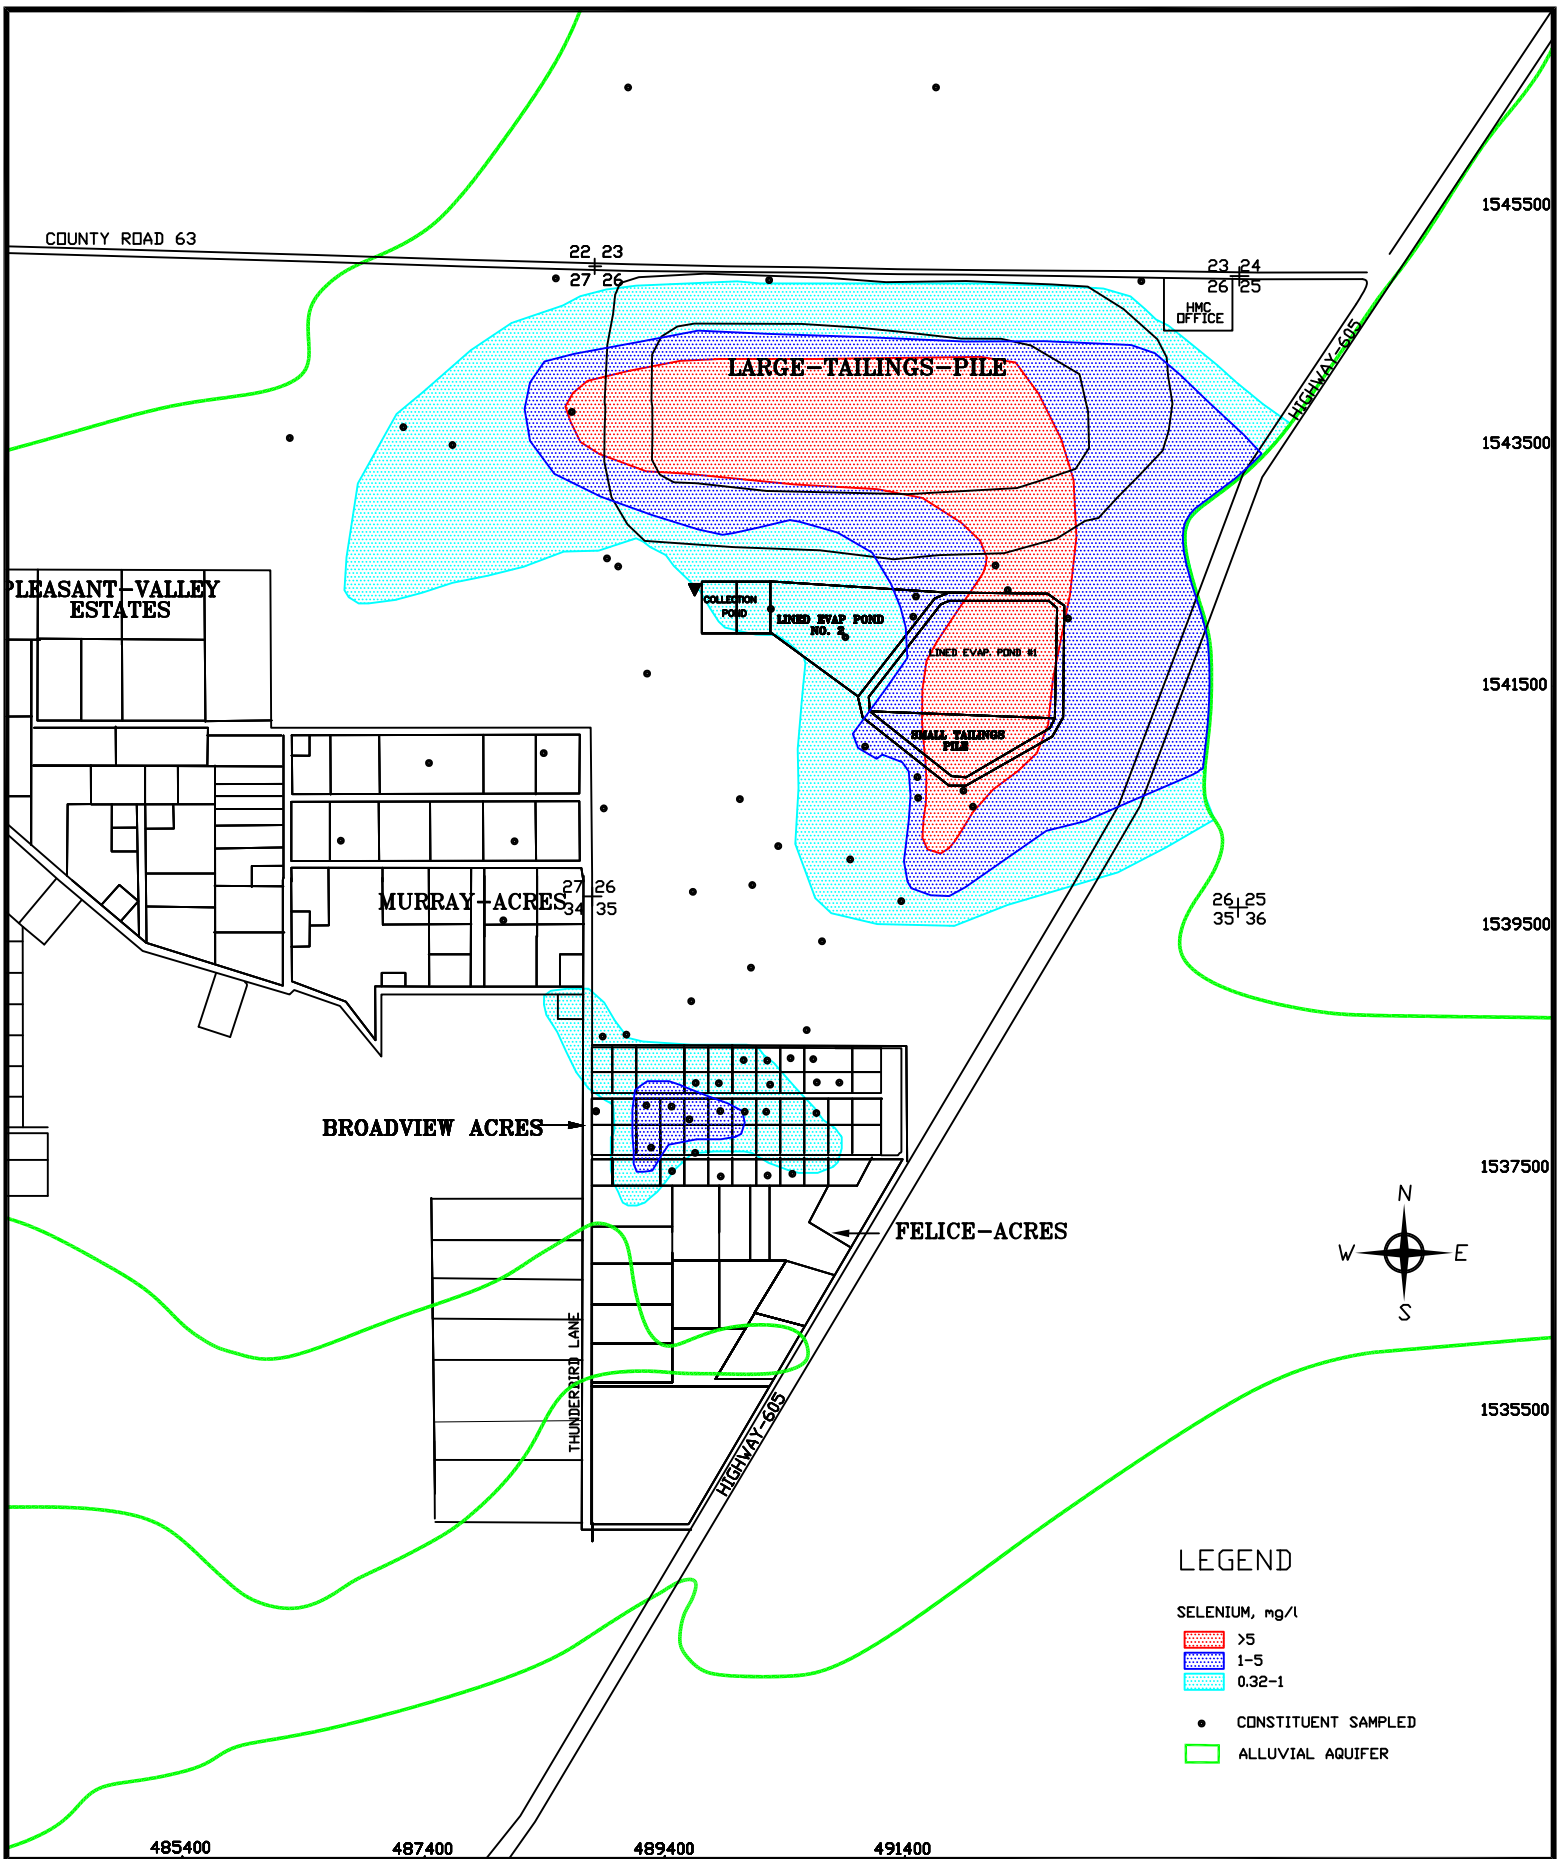 1545500
COUNTY ROAD 63
22 23
27 26
23 24
26 25
HMC
OFFICE
HIGHWAY-605
LARGE-TAILINGS-PILE
1543500
PLEASANT-VALLEY
ESTATES
COLLECTION
POND
LINED EVAP POND
NO. 2
LINED EVAP. POND #1
1541500
SMALL TAILINGS
PILE
MURRAY-ACRES
27 26
34 35
26 25
35 36
1539500
BROADVIEW ACRES
1537500
FELICE-ACRES
N
W E
S
THUNDERBIRD LANE
HIGHWAY-605
1535500
LEGEND
SELENIUM, mg/l
>5
1-5
0.32-1
CONSTITUENT SAMPLED
ALLUVIAL AQUIFER
485400
487400
489400
491400